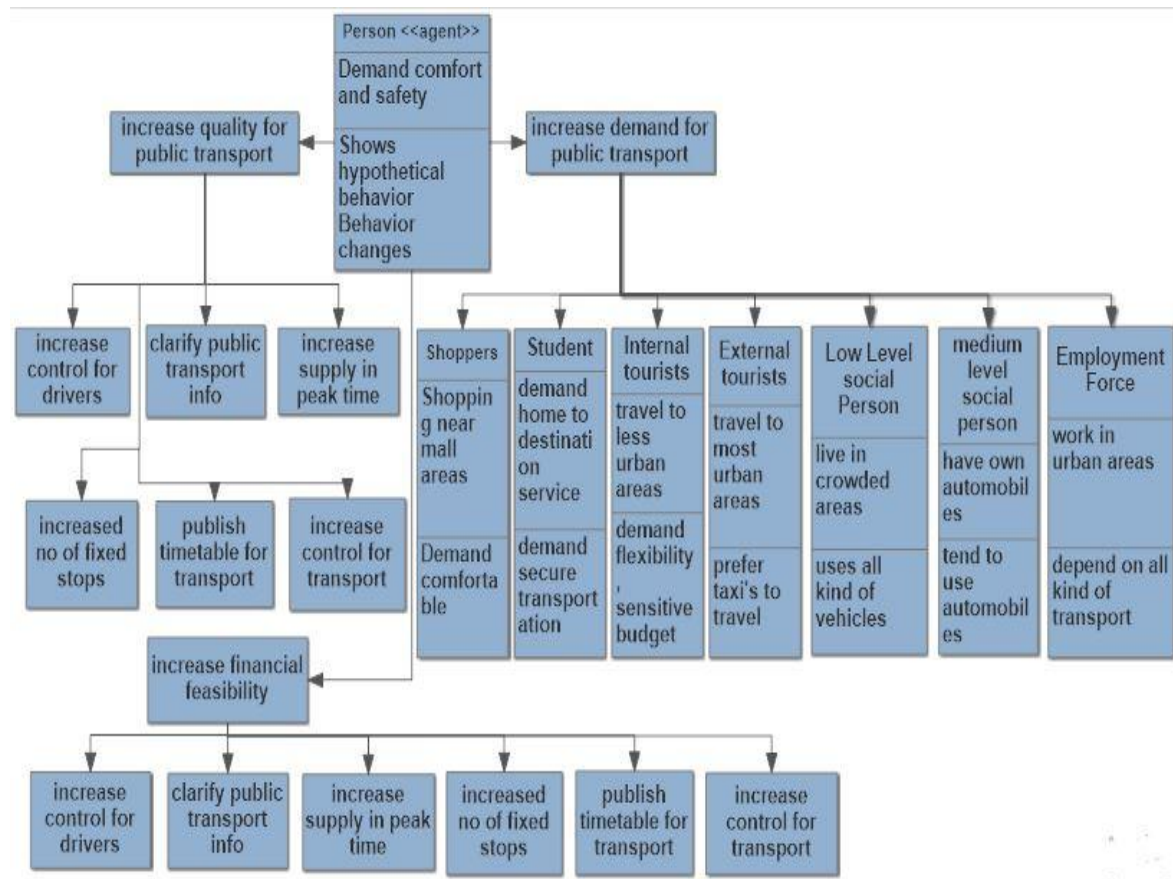 Person <<agent>>
Demand comfort
and safety
Shows
hypothetical
behavior
Behavior
changes
increase quality for
public transport
increase demand for
public transport
increase
control for
drivers
clarify public
transport
info
increase
supply in
peak time
increased
no of fixed
stops
publish
timetable for
transport
increase
control for
transport
Shoppers
Shoppin
g near
mall
areas
Demand
comforta
ble
Student
demand
home to
destinati
on
service
demand
secure
transport
ation
Internal
tourists
travel to
less
urban
areas
demand
flexibility
,
sensitive
budget
External
tourists
travel to
most
urban
areas
prefer
taxi's to
travel
Low Level
social
Person
live in
crowded
areas
uses all
kind of
vehicles
medium
level
social
person
have own
automobil
es
tend to
use
automobil
es
Employment
Force
work in
urban areas
depend on all
kind of
transport
increase financial
feasibility
increase
control for
drivers
clarify public
transport
info
increase
supply in peak
time
increased
no of fixed
stops
publish
timetable for
transport
increase
control for
transport